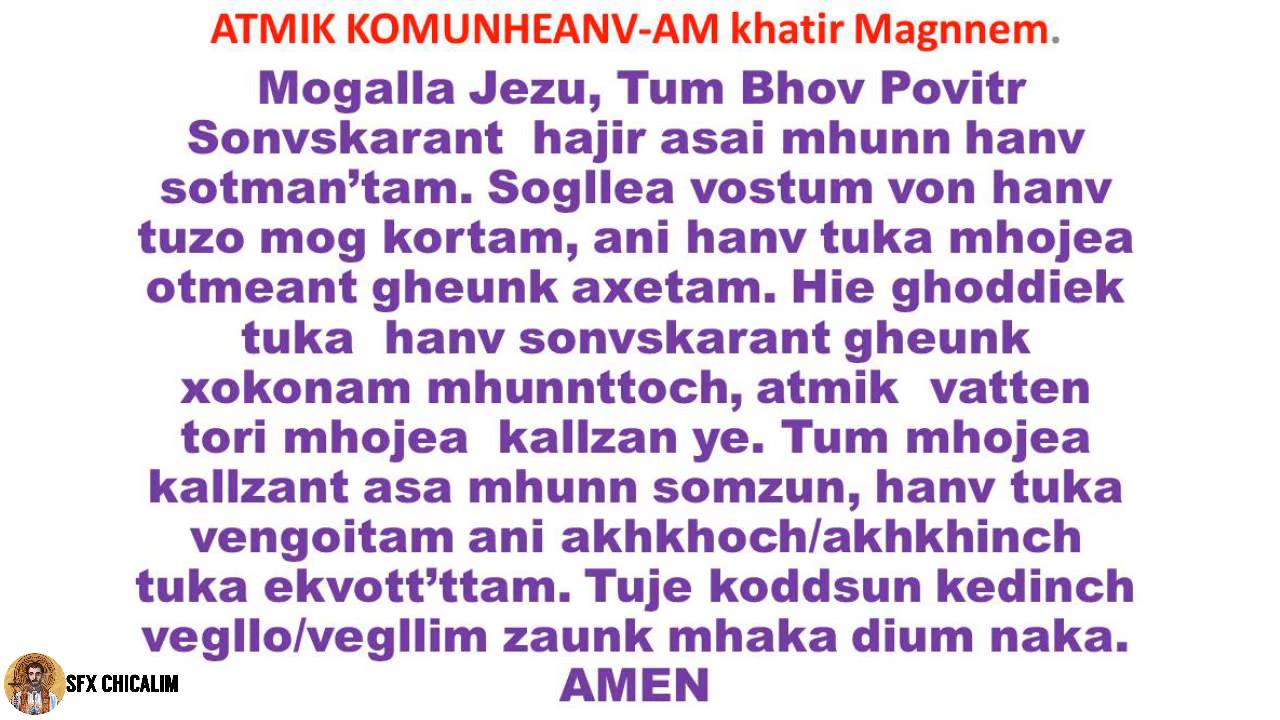 ATMIK KOMUNHEANV-AM khatir Magnnem.
Mogalla Jezu, Tum Bhov Povitr
Sonvskarant hajir asai mhunn hanv
sotman’tam. Sogllea vostum von hanv
tuzo mog kortam, ani hanv tuka mhojea
otmeant gheunk axetam. Hie ghoddiek
tuka hanv sonvskarant gheunk
xokonam mhunnttoch, atmik vatten
tori mhojea kallzan ye. Tum mhojea
kallzant asa mhunn somzun, hanv tuka
vengoitam ani akhkhoch/akhkhinch
tuka ekvott’ttam. Tuje koddsun kedinch
vegllo/vegllim zaunk mhaka dium naka.
AMEN
SFX CHICALIM